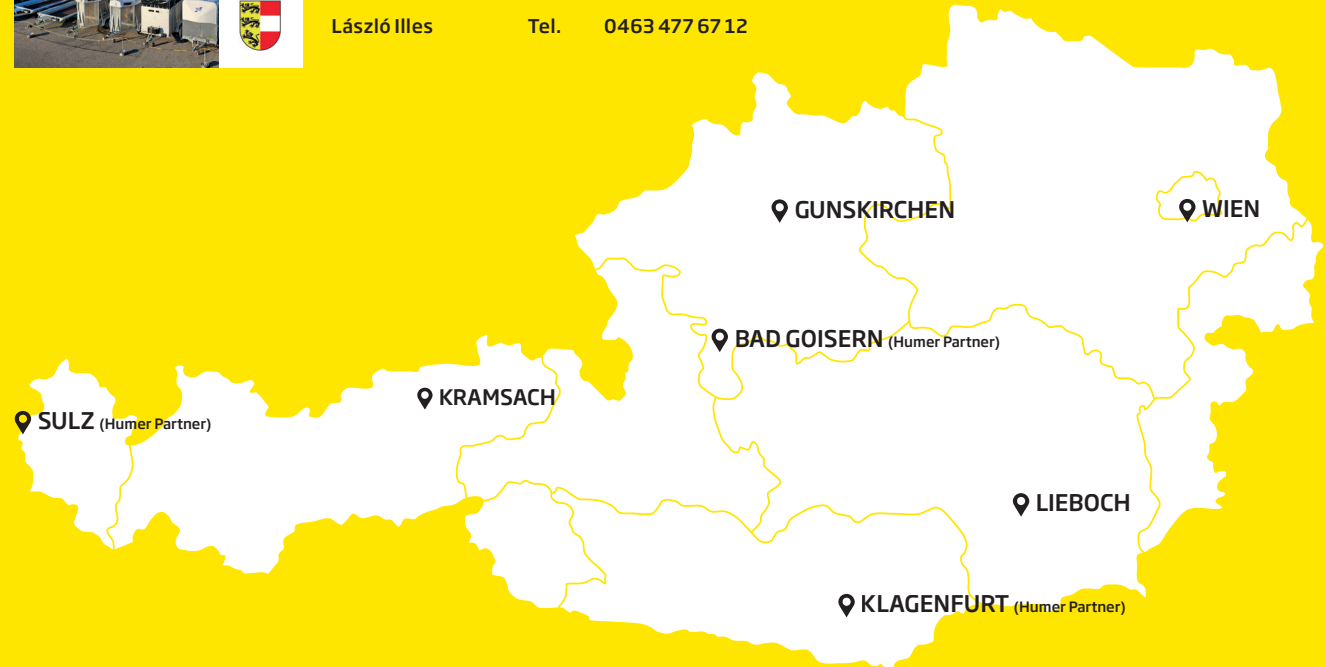 László Illes Tel. 0463 477 67 12
GUNSKIRCHEN
WIEN
BAD GOISERN (Humer Partner)
KRAMSACH
SULZ (Humer Partner)
LIEBOCH
KLAGENFURT (Humer Partner)